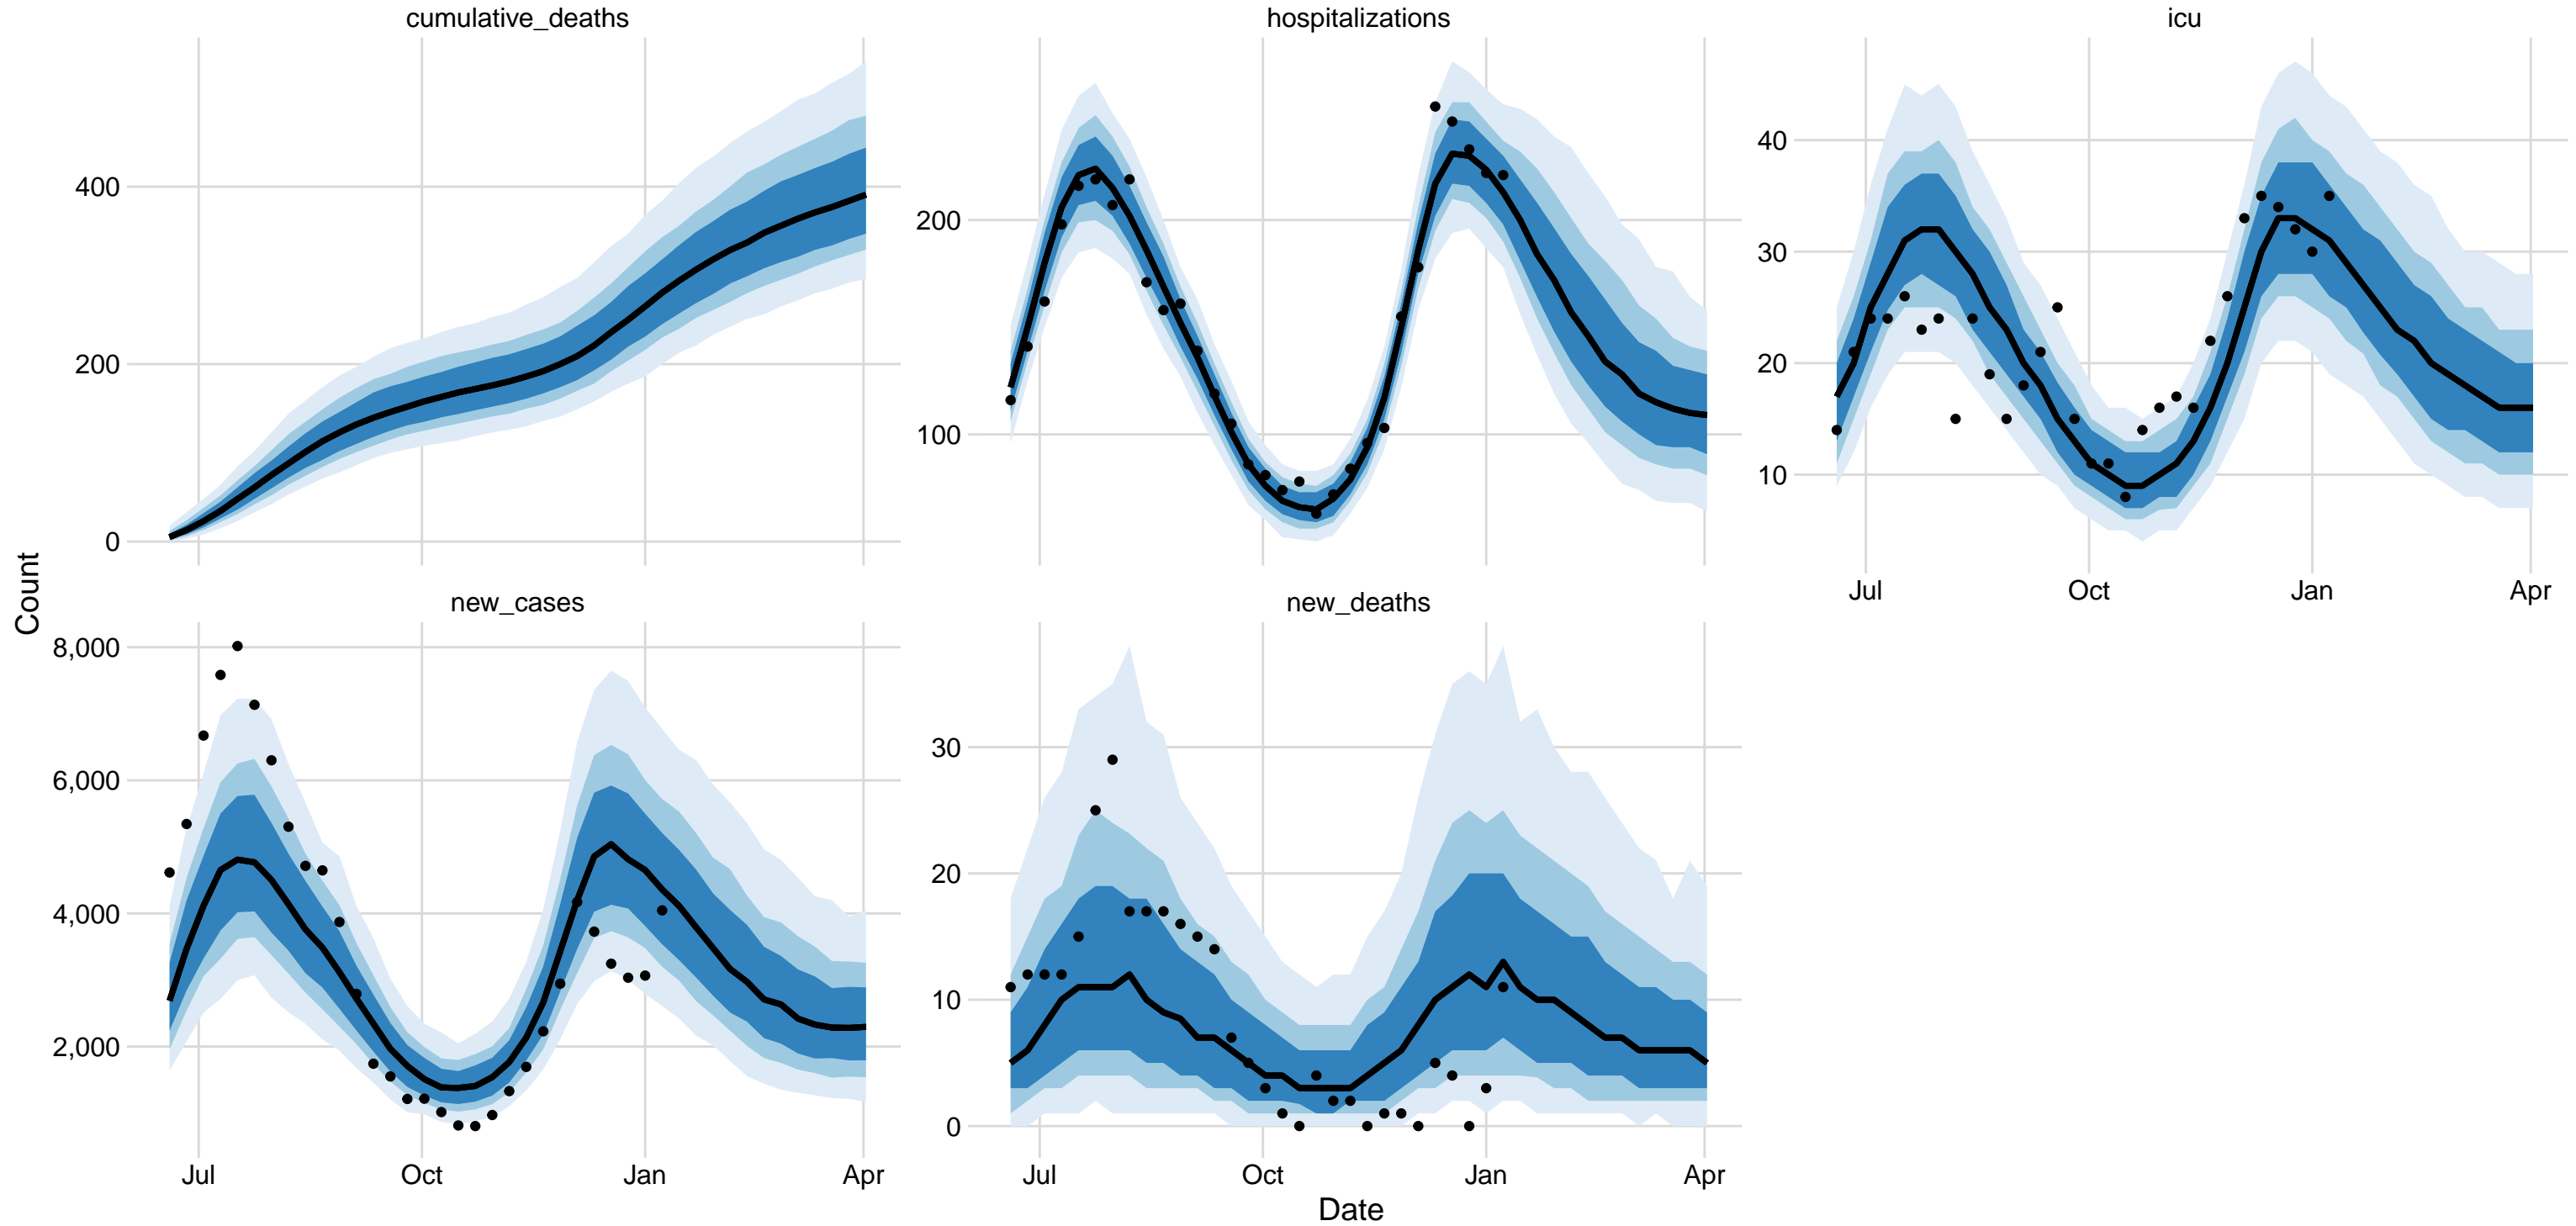 cumulative_deaths
hospitalizations
icu
400
200
0
200
100
40
30
20
10
Jul
Oct
Jan
Apr
Count
new_cases
new_deaths
8,000
6,000
4,000
2,000
30
20
10
0
Jul
Oct
Jan
Apr
Jul
Oct
Jan
Apr
Date